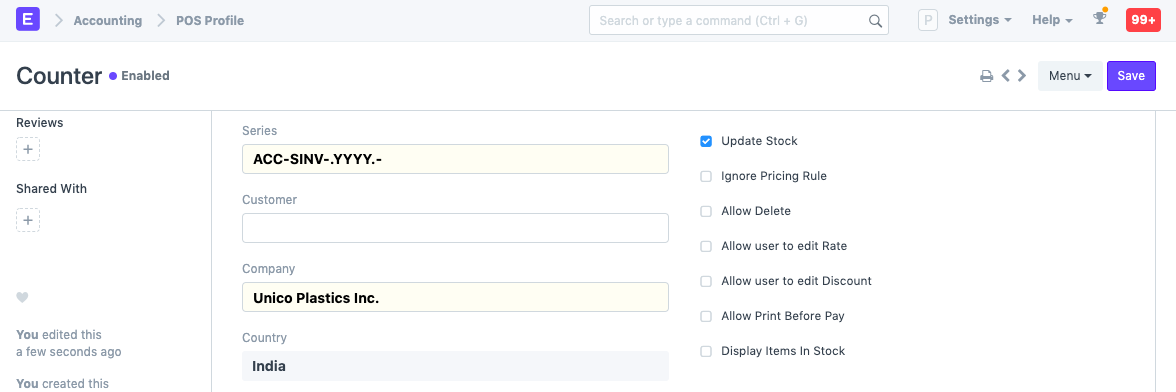 E Accounting POS Profile Search or type a command (Ctrl + G) P Settings Help 99+
Counter Enabled Menu Save
Reviews
+
Shared With
+
You edited this
a few seconds ago
You created this
Series
ACC-SINV-.YYYY.-
Customer
Company
Unico Plastics Inc.
Country
India
Update Stock
Ignore Pricing Rule
Allow Delete
Allow user to edit Rate
Allow user to edit Discount
Allow Print Before Pay
Display Items In Stock